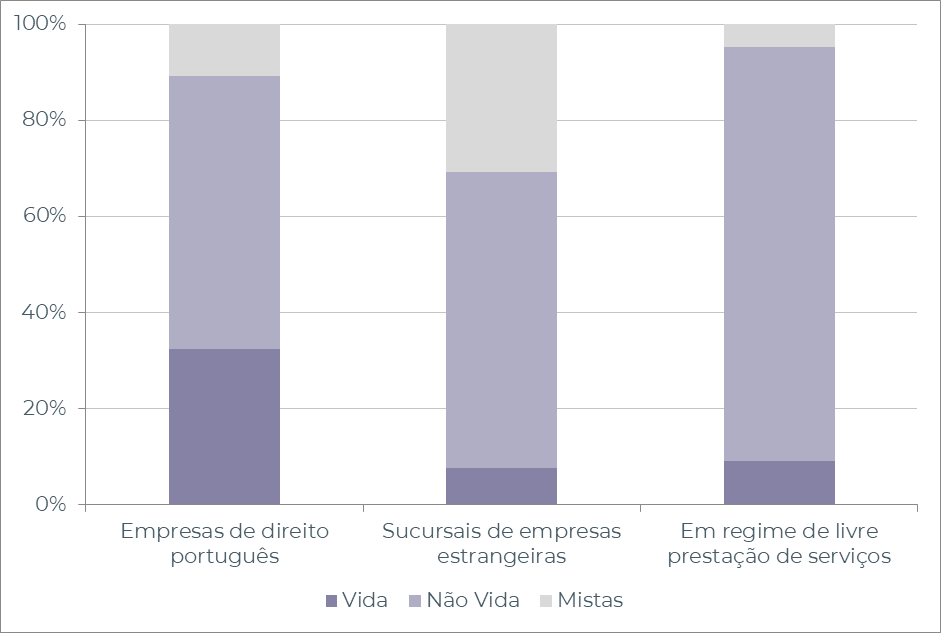 100%
80%
60%
40%
20%
0%
Empresas de direito
português
Sucursais de empresas
estrangeiras
Em regime de livre
prestação de serviços
Vida
Não Vida
Mistas